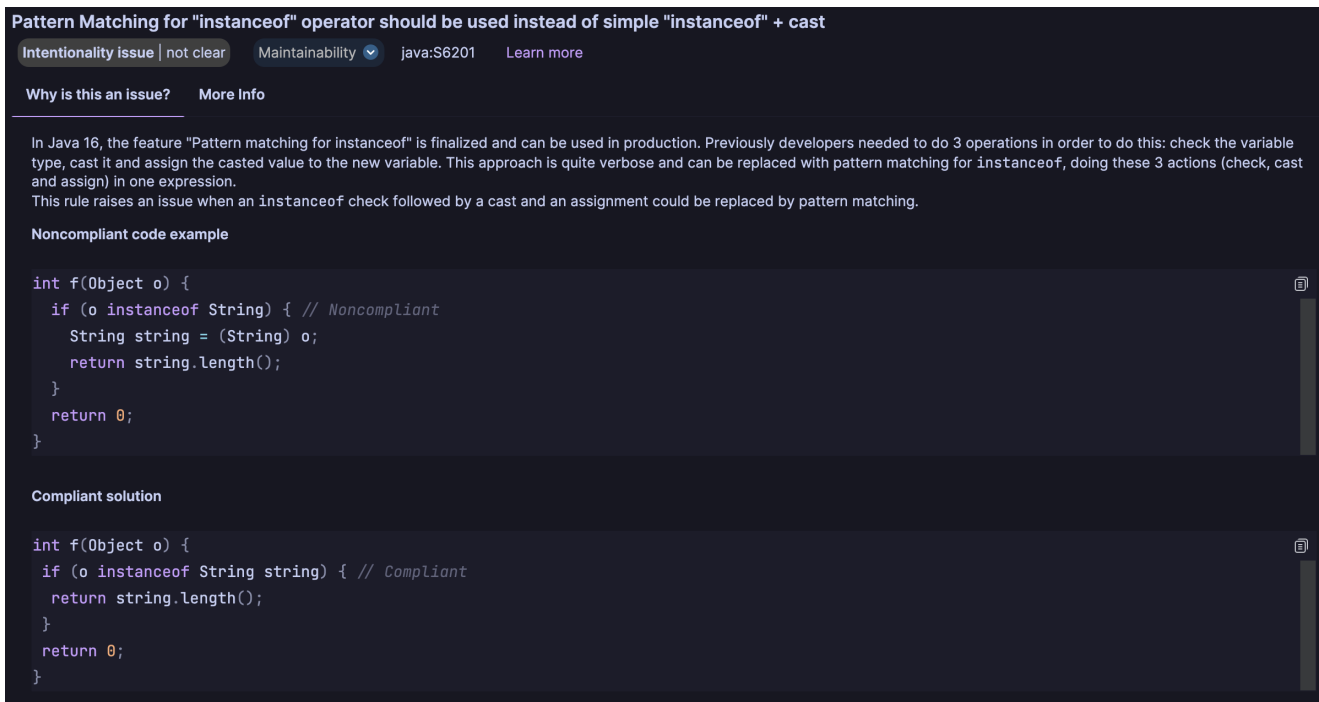 Pattern Matching for "instanceof" operator should be used instead of simple "instanceof" + cast
Intentionality issue | not clear Maintainability java:S6201 Learn more
Why is this an issue? More Info
In Java 16, the feature "Pattern matching for instanceof" is finalized and can be used in production. Previously developers needed to do 3 operations in order to do this: check the variable
type, cast it and assign the casted value to the new variable. This approach is quite verbose and can be replaced with pattern matching for instanceof, doing these 3 actions (check, cast
and assign) in one expression.
This rule raises an issue when an instanceof check followed by a cast and an assignment could be replaced by pattern matching.
Noncompliant code example
int f(Object o) {
  if (o instanceof String) { // Noncompliant
    String string = (String) o;
    return string.length();
  }
  return 0;
}
Compliant solution
int f(Object o) {
 if (o instanceof String string) { // Compliant
  return string.length();
 }
 return 0;
}